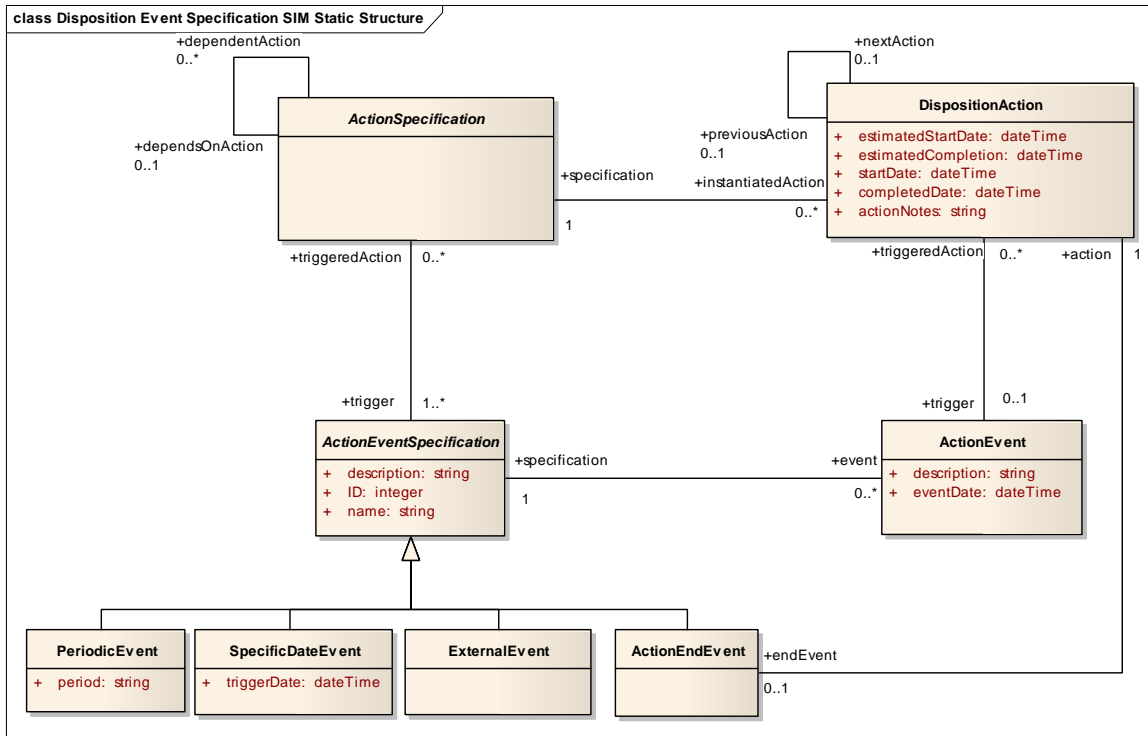 class Disposition Event Specification SIM Static Structure
+dependentAction
0..*
+dependsOnAction
0..1
ActionSpecification
+nextAction
0..1
+previousAction
0..1
DispositionAction
+ estimatedStartDate: dateTime
+ estimatedCompletion: dateTime
+ startDate: dateTime
+ completedDate: dateTime
+ actionNotes: string
+specification
1
+instantiatedAction
0..*
+triggeredAction
0..*
+triggeredAction
0..*
+action
1
+trigger
1..*
+trigger
0..1
ActionEventSpecification
+ description: string
+ ID: integer
+ name: string
+specification
1
+event
0..*
ActionEvent
+ description: string
+ eventDate: dateTime
PeriodicEvent
+ period: string
SpecificDateEvent
+ triggerDate: dateTime
ExternalEvent
ActionEndEvent
+endEvent
0..1